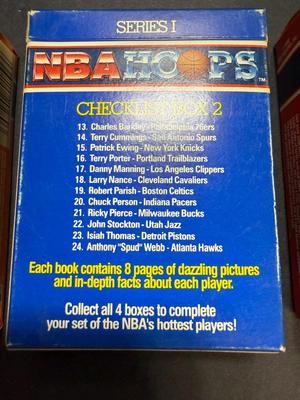 SERIES I
NBA HOOPS
TM
CHECKLIST BOX 2
13. Charles Barkley - Philadelphia 76ers
14. Terry Cummings - San Antonio Spurs
15. Patrick Ewing - New York Knicks
16. Terry Porter - Portland Trailblazers
17. Danny Manning - Los Angeles Clippers
18. Larry Nance - Cleveland Cavaliers
19. Robert Parish - Boston Celtics
20. Chuck Person - Indiana Pacers
21. Ricky Pierce - Milwaukee Bucks
22. John Stockton - Utah Jazz
23. Isiah Thomas - Detroit Pistons
24. Anthony "Spud" Webb - Atlanta Hawks
Each book contains 8 pages of dazzling pictures
and in-depth facts about each player.
Collect all 4 boxes to complete
your set of the NBA's hottest players!